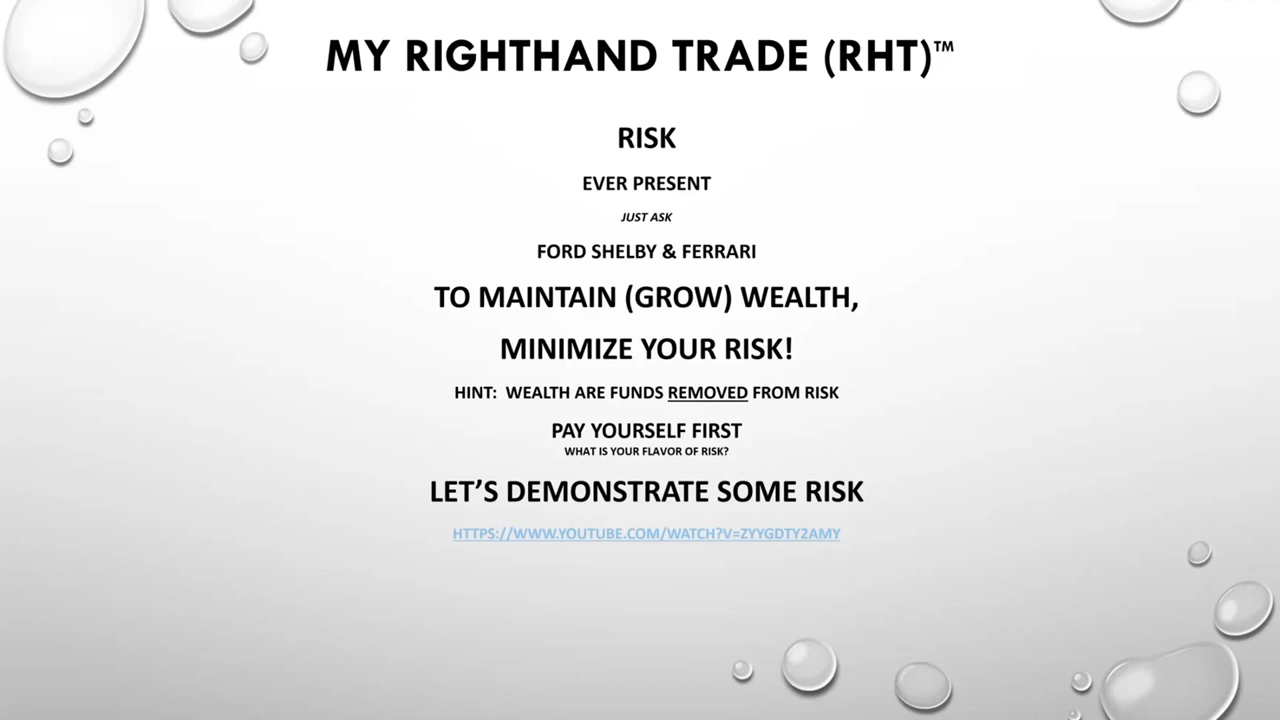 MY RIGHTHAND TRADE (RHT)™
RISK
EVER PRESENT
JUST ASK
FORD SHELBY & FERRARI
TO MAINTAIN (GROW) WEALTH,
MINIMIZE YOUR RISK!
HINT: WEALTH ARE FUNDS REMOVED FROM RISK
PAY YOURSELF FIRST
WHAT IS YOUR FLAVOR OF RISK?
LET’S DEMONSTRATE SOME RISK
HTTPS://WWW.YOUTUBE.COM/WATCH?V=ZYYGDTY2AMY